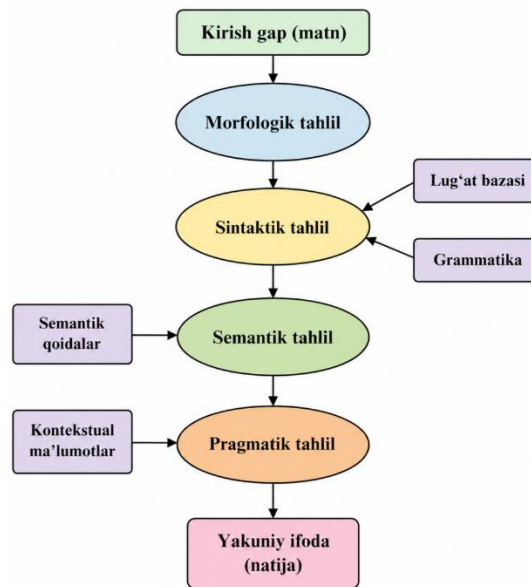 Kirish gap (matn)
Morfologik tahlil
Lug‘at bazasi
Sintaktik tahlil
Grammatika
Semantik
qoidalar
Semantik tahlil
Kontekstual
ma’lumotlar
Pragmatik tahlil
Yakuniy ifoda
(natija)